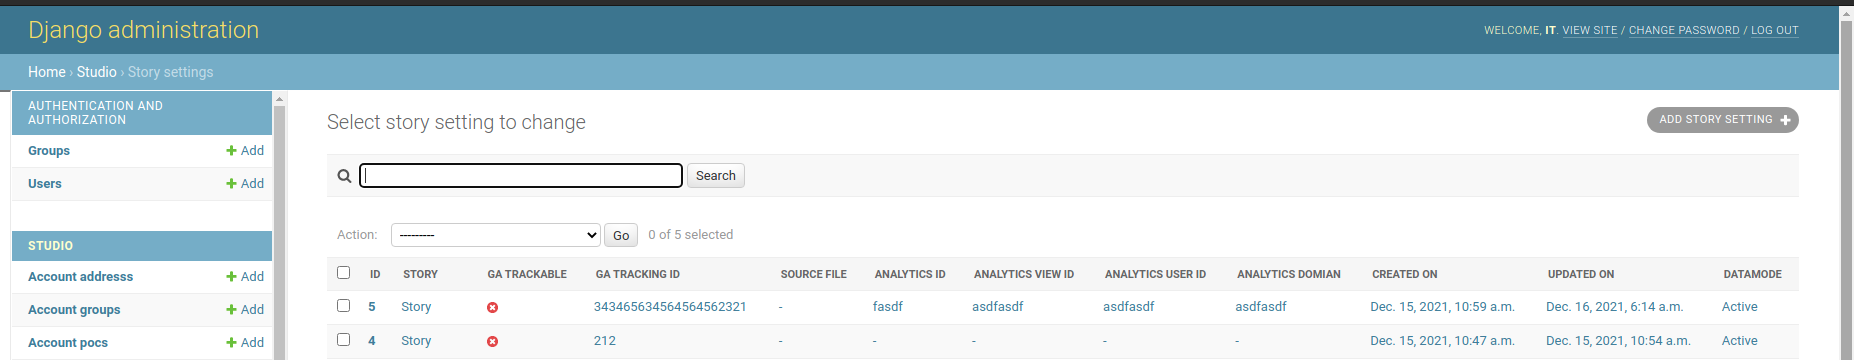 Django administration
WELCOME, IT. VIEW SITE / CHANGE PASSWORD / LOG OUT
Home › Studio › Story settings
AUTHENTICATION AND
AUTHORIZATION
Groups + Add
Users + Add
STUDIO
Account addresss + Add
Account groups + Add
Account pocs + Add
Select story setting to change
ADD STORY SETTING +
Search
Action: --------- Go 0 of 5 selected
ID STORY GA TRACKABLE GA TRACKING ID SOURCE FILE ANALYTICS ID ANALYTICS VIEW ID ANALYTICS USER ID ANALYTICS DOMIAN CREATED ON UPDATED ON DATAMODE
5 Story 343465634564564562321 - fasdf asdfasdf asdfasdf asdfasdf Dec. 15, 2021, 10:59 a.m. Dec. 16, 2021, 6:14 a.m. Active
4 Story 212 - - - - - Dec. 15, 2021, 10:47 a.m. Dec. 15, 2021, 10:54 a.m. Active